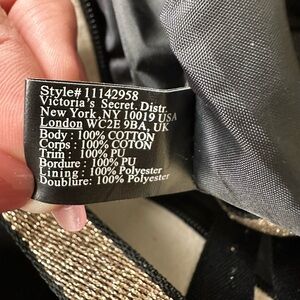 Style# 11142958
Victoria's Secret. Distr.
New York, NY 10019 USA
London WC2E 9BA, UK
Body : 100% COTTON
Corps : 100% COTTON
Trim : 100% PU
Bordure : 100% PU
Lining : 100% Polyester
Doublure: 100% Polyester